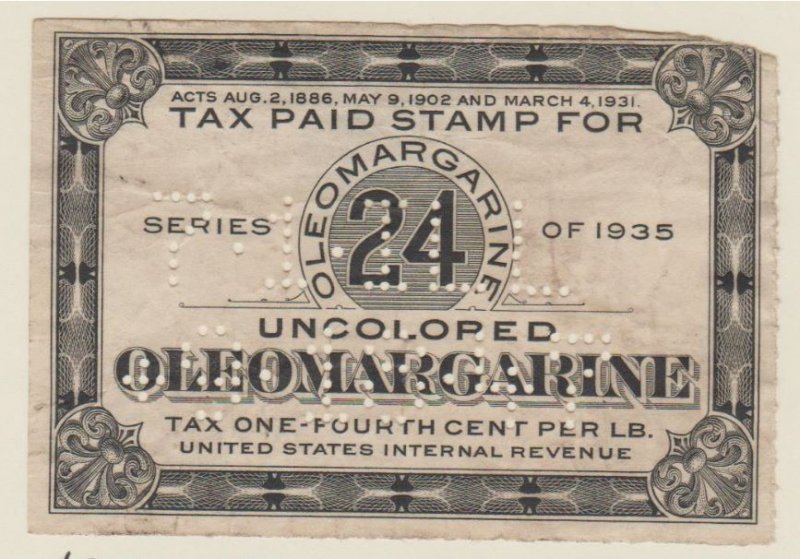 ACTS AUG. 2, 1886, MAY 9, 1902 AND MARCH 4, 1931.
TAX PAID STAMP FOR
OLEOMARGARINE
SERIES 24 OF 1935
UNCOLORED
OLEOMARGARINE
TAX ONE-FOURTH CENT PER LB.
UNITED STATES INTERNAL REVENUE